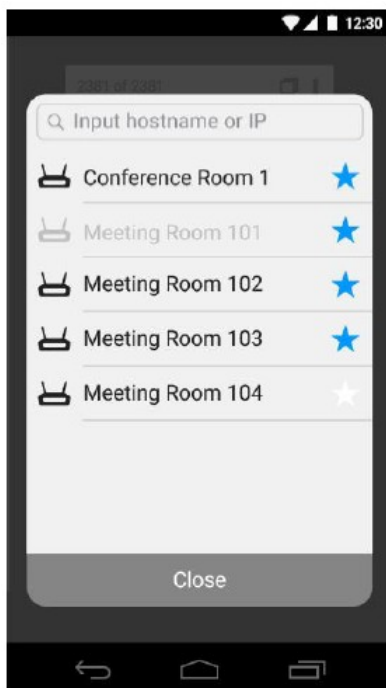 12:30
2381 of 2381
Input hostname or IP
Conference Room 1
Meeting Room 101
Meeting Room 102
Meeting Room 103
Meeting Room 104
Close